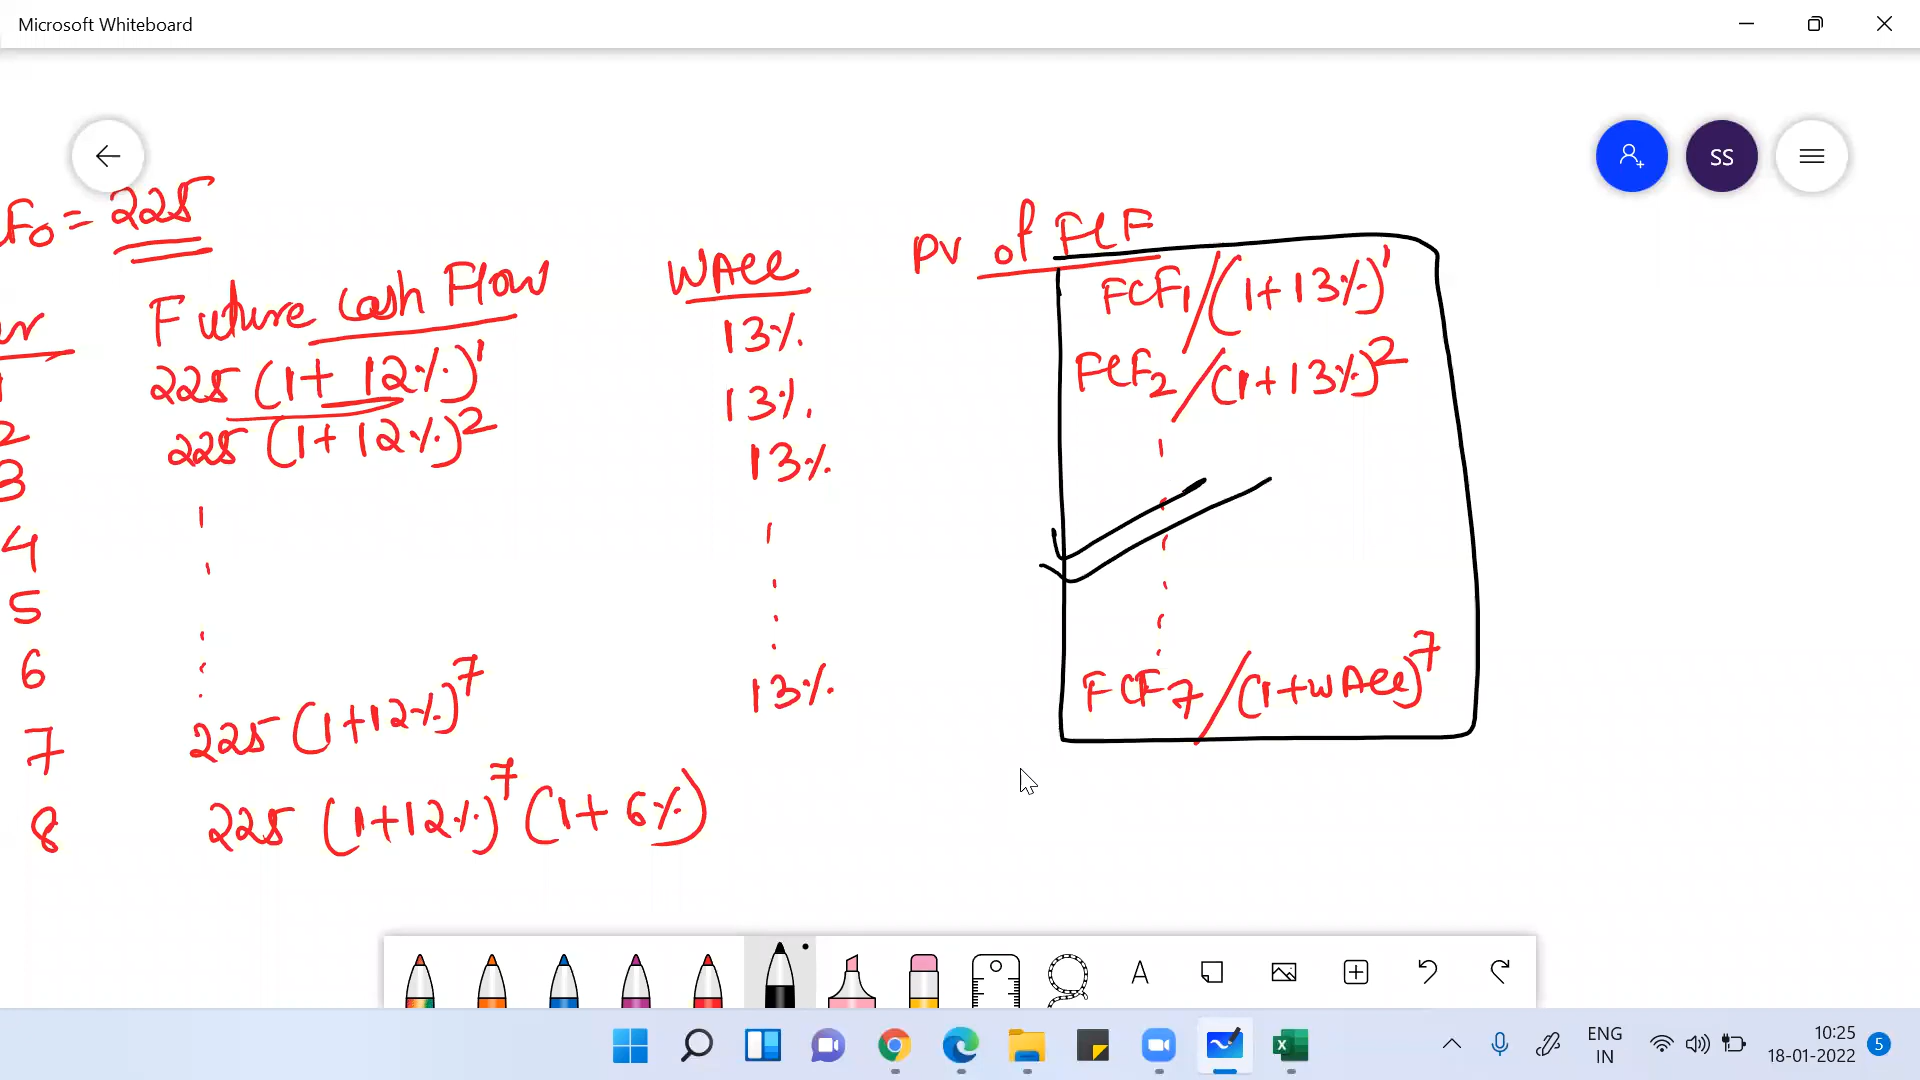 Microsoft Whiteboard
SS
F0 = 225
Future Cash Flow
WACC
PV of FCF
1 225 (1+ 12%)^1 13% FCF1/(1+13%)^1
2 225 (1+12%)^2 13% FCF2/(1+13%)^2
3 13%
4
5
6
7 225 (1+12%)^7 13% FCF7/(1+WACC)^7
8 225 (1+12%)^7 (1+ 6%)
A
ENG
IN
10:25
18-01-2022
5